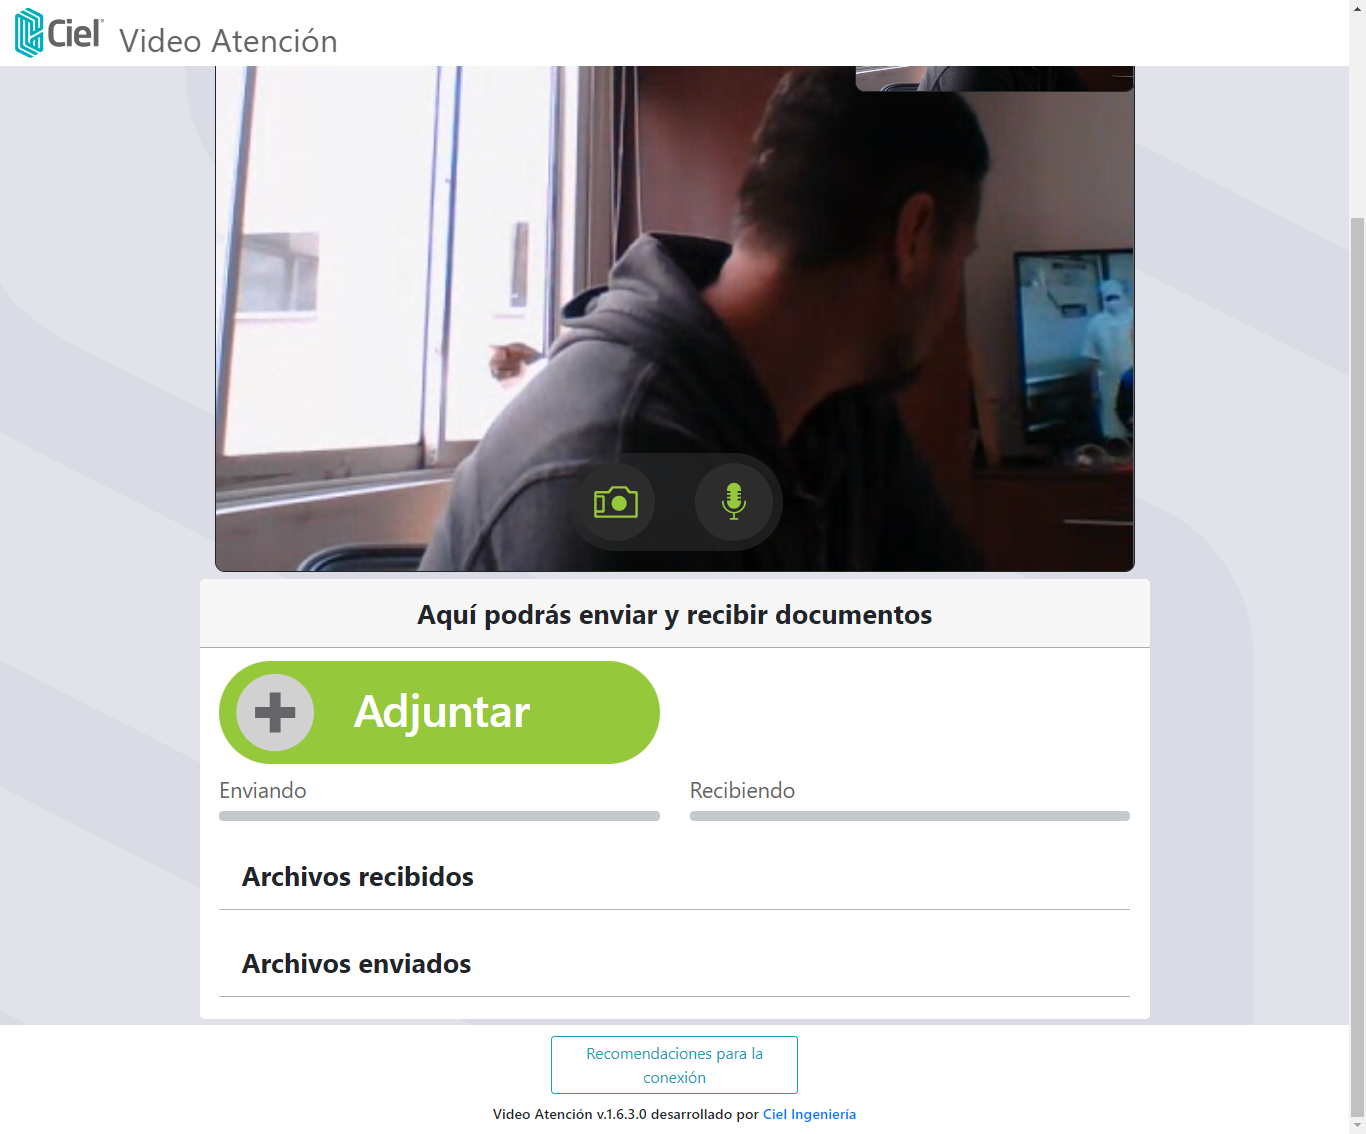 Ciel
Video Atención
Aquí podrás enviar y recibir documentos
Adjuntar
Enviando
Recibiendo
Archivos recibidos
Archivos enviados
Recomendaciones para la
conexión
Video Atención v.1.6.3.0 desarrollado por Ciel Ingeniería